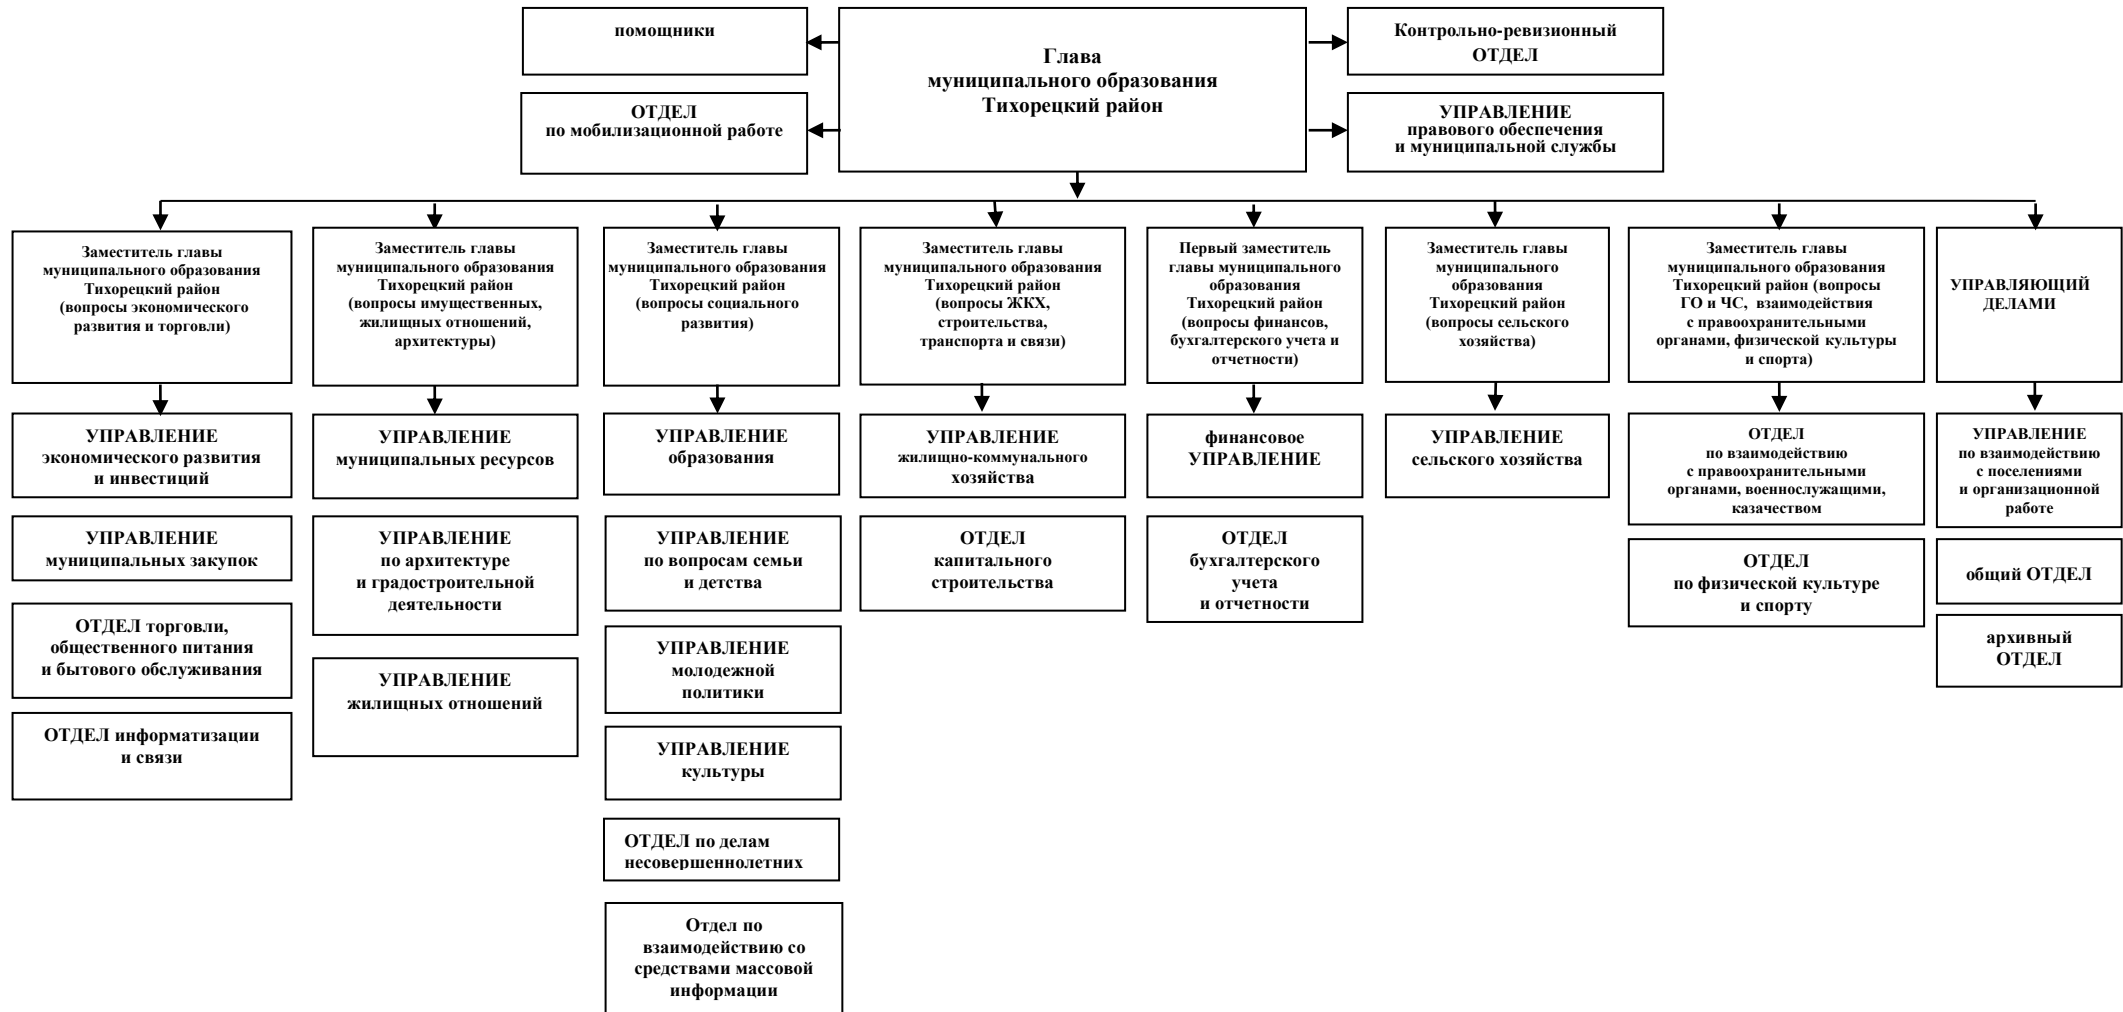 помощники
Глава
муниципального образования
Тихорецкий район
Контрольно-ревизионный
ОТДЕЛ
ОТДЕЛ
по мобилизационной работе
УПРАВЛЕНИЕ
правового обеспечения
и муниципальной службы
Заместитель главы
муниципального образования
Тихорецкий район
(вопросы экономического
развития и торговли)
Заместитель главы
муниципального образования
Тихорецкий район
(вопросы имущественных,
жилищных отношений,
архитектуры)
Заместитель главы
муниципального образования
Тихорецкий район
(вопросы социального
развития)
Заместитель главы
муниципального образования
Тихорецкий район
(вопросы ЖКХ,
строительства,
транспорта и связи)
Первый заместитель
главы муниципального
образования
Тихорецкий район
(вопросы финансов,
бухгалтерского учета и
отчетности)
Заместитель главы
муниципального
образования
Тихорецкий район
(вопросы сельского
хозяйства)
Заместитель главы
муниципального образования
Тихорецкий район (вопросы
ГО и ЧС, взаимодействия
с правоохранительными
органами, физической культуры
и спорта)
УПРАВЛЯЮЩИЙ
ДЕЛАМИ
УПРАВЛЕНИЕ
экономического развития
и инвестиций
УПРАВЛЕНИЕ
муниципальных ресурсов
УПРАВЛЕНИЕ
образования
УПРАВЛЕНИЕ
жилищно-коммунального
хозяйства
финансовое
УПРАВЛЕНИЕ
УПРАВЛЕНИЕ
сельского хозяйства
ОТДЕЛ
по взаимодействию
с правоохранительными
органами, военнослужащими,
казачеством
УПРАВЛЕНИЕ
по взаимодействию
с поселениями
и организационной
работе
УПРАВЛЕНИЕ
муниципальных закупок
УПРАВЛЕНИЕ
по архитектуре
и градостроительной
деятельности
УПРАВЛЕНИЕ
по вопросам семьи
и детства
ОТДЕЛ
капитального
строительства
ОТДЕЛ
бухгалтерского
учета
и отчетности
ОТДЕЛ
по физической культуре
и спорту
общий ОТДЕЛ
ОТДЕЛ торговли,
общественного питания
и бытового обслуживания
УПРАВЛЕНИЕ
жилищных отношений
УПРАВЛЕНИЕ
молодежной
политики
архивный
ОТДЕЛ
ОТДЕЛ информатизации
и связи
УПРАВЛЕНИЕ
культуры
ОТДЕЛ по делам
несовершеннолетних
Отдел по
взаимодействию со
средствами массовой
информации